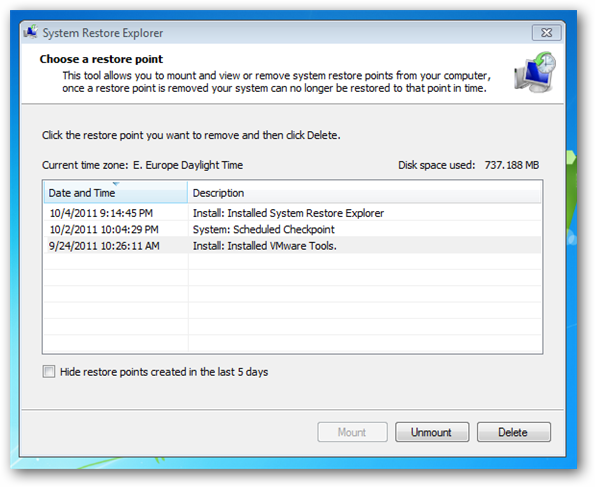 System Restore Explorer
Choose a restore point
This tool allows you to mount and view or remove system restore points from your computer,
once a restore point is removed your system can no longer be restored to that point in time.
Click the restore point you want to remove and then click Delete.
Current time zone: E. Europe Daylight Time Disk space used: 737.188 MB
Date and Time Description
10/4/2011 9:14:45 PM Install: Installed System Restore Explorer
10/2/2011 10:04:29 PM System: Scheduled Checkpoint
9/24/2011 10:26:11 AM Install: Installed VMware Tools.
Hide restore points created in the last 5 days
Mount Unmount Delete